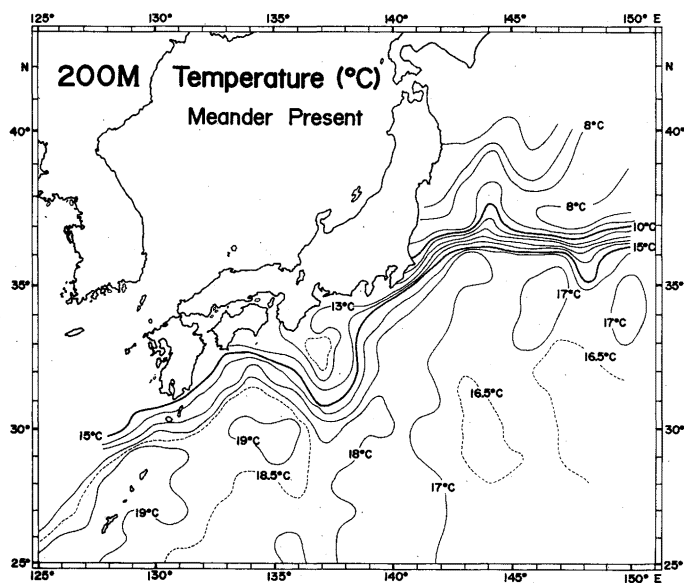 125° 130° 135° 140° 145° 150° E
N N
200M Temperature (°C)
Meander Present
40° 40°
8°C
8°C
10°C
15°C
35° 35°
13°C
17°C
17°C
16.5°C
16.5°C
15°C
30° 30°
19°C
18°C
18.5°C
17°C
19°C
25° 25°
125° 130° 135° 140° 145° 150° E